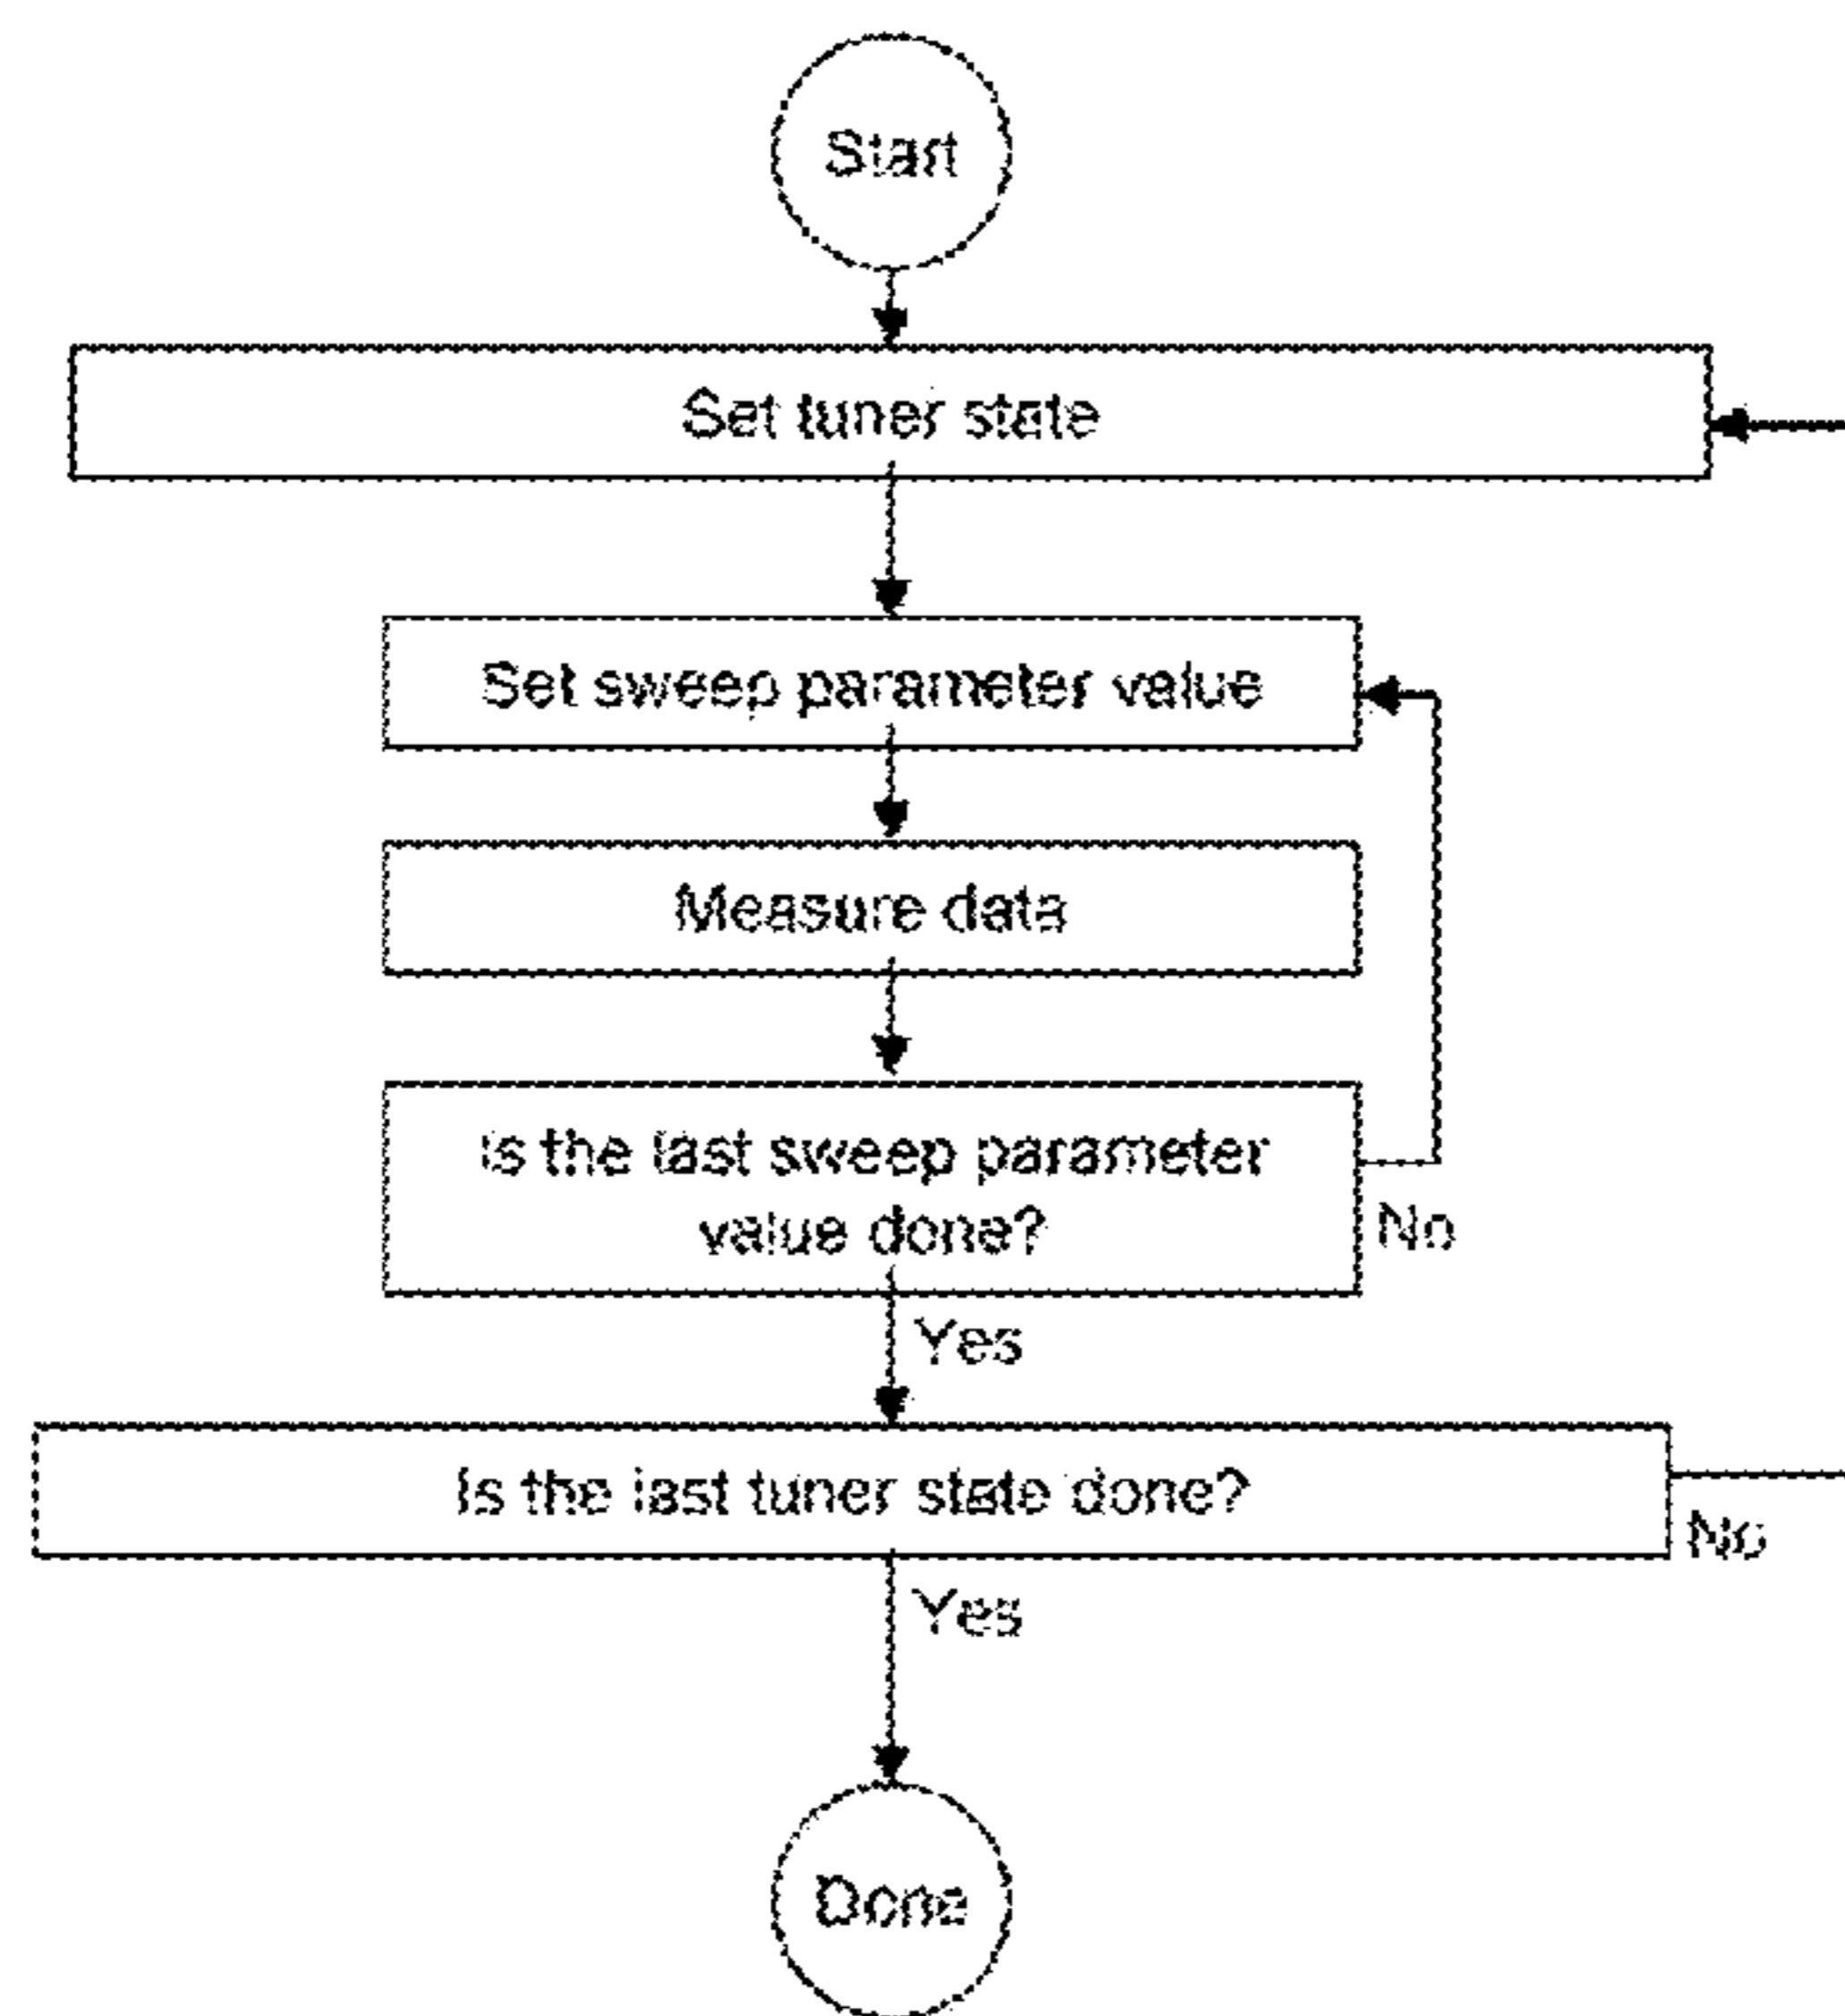 Start
Set tuner state
Set sweep parameter value
Measure data
Is the last sweep parameter
value done?
No
Yes
Is the last tuner state done?
No
Yes
Done